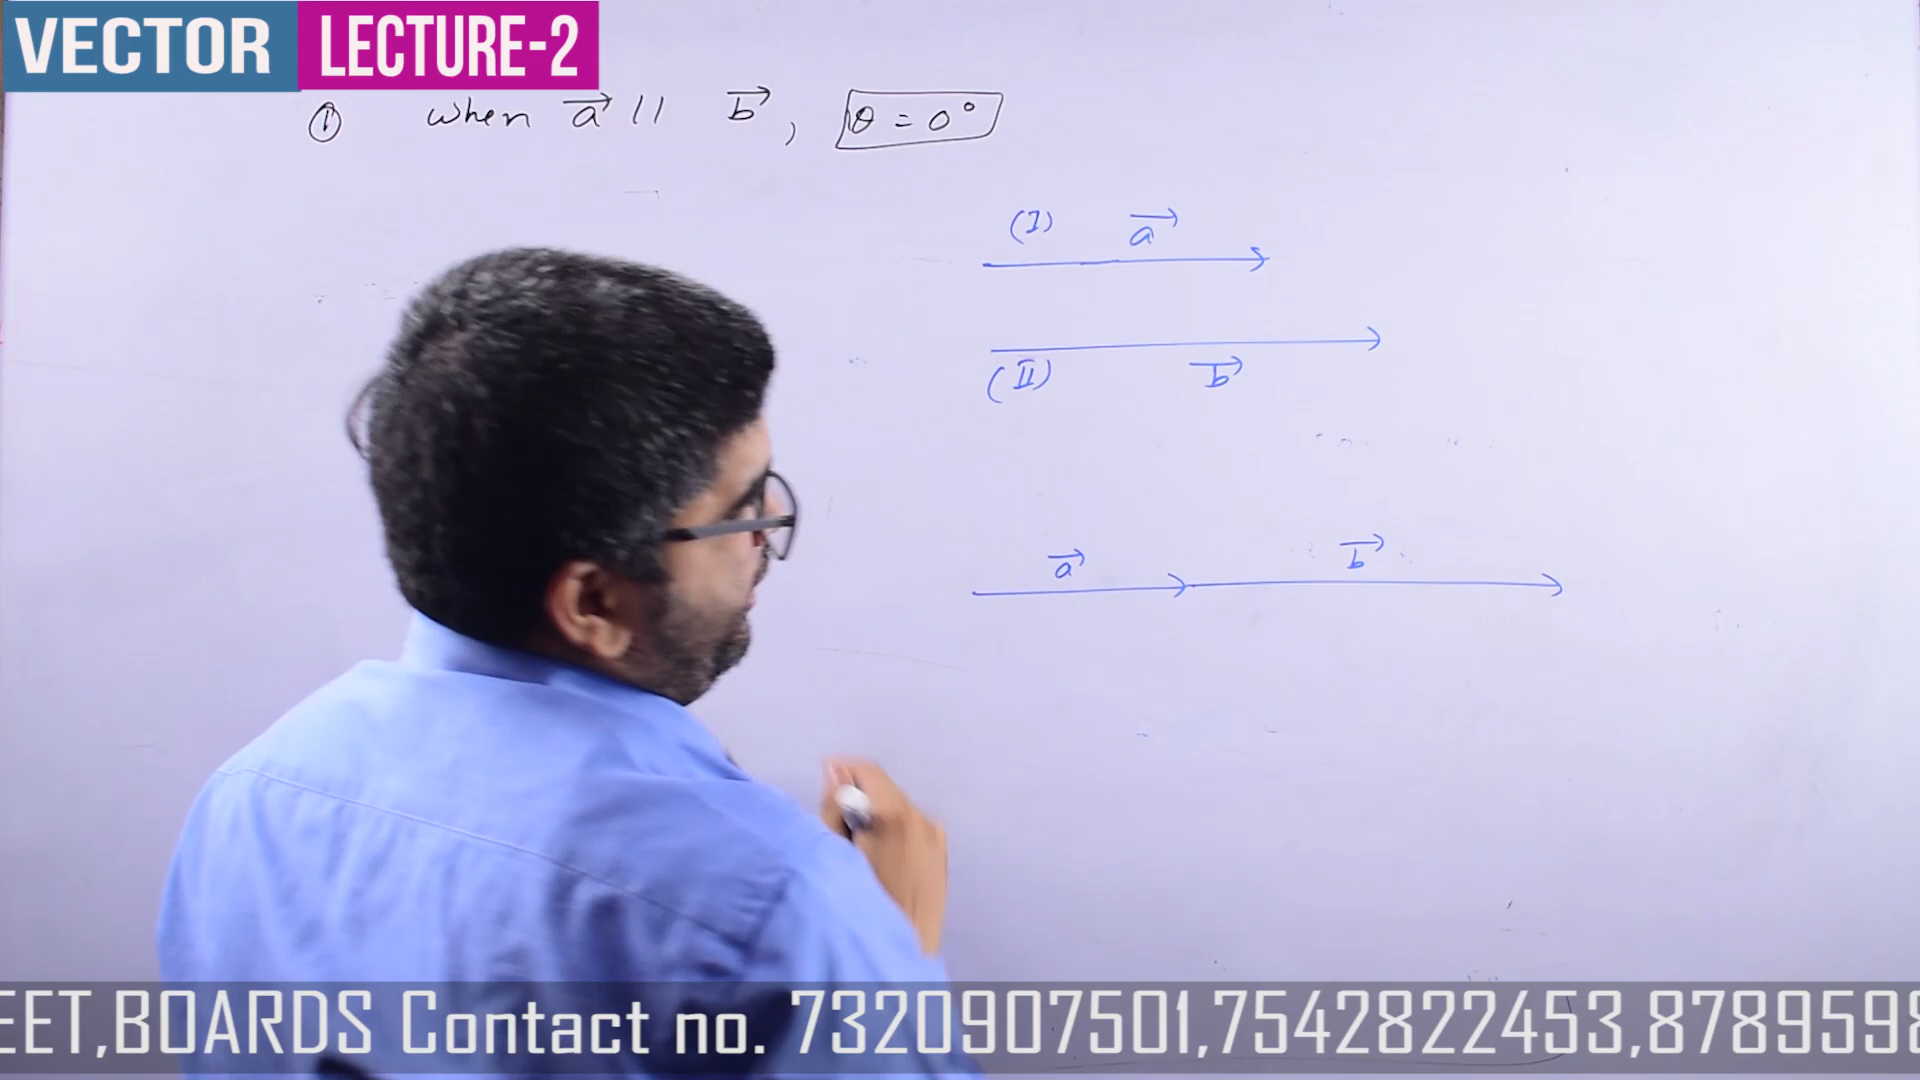 VECTOR LECTURE-2
① when a⃗ // b⃗, θ = 0°
(I) a⃗
(II) b⃗
a⃗ b⃗
EET,BOARDS Contact no. 7320907501,7542822453,8789598